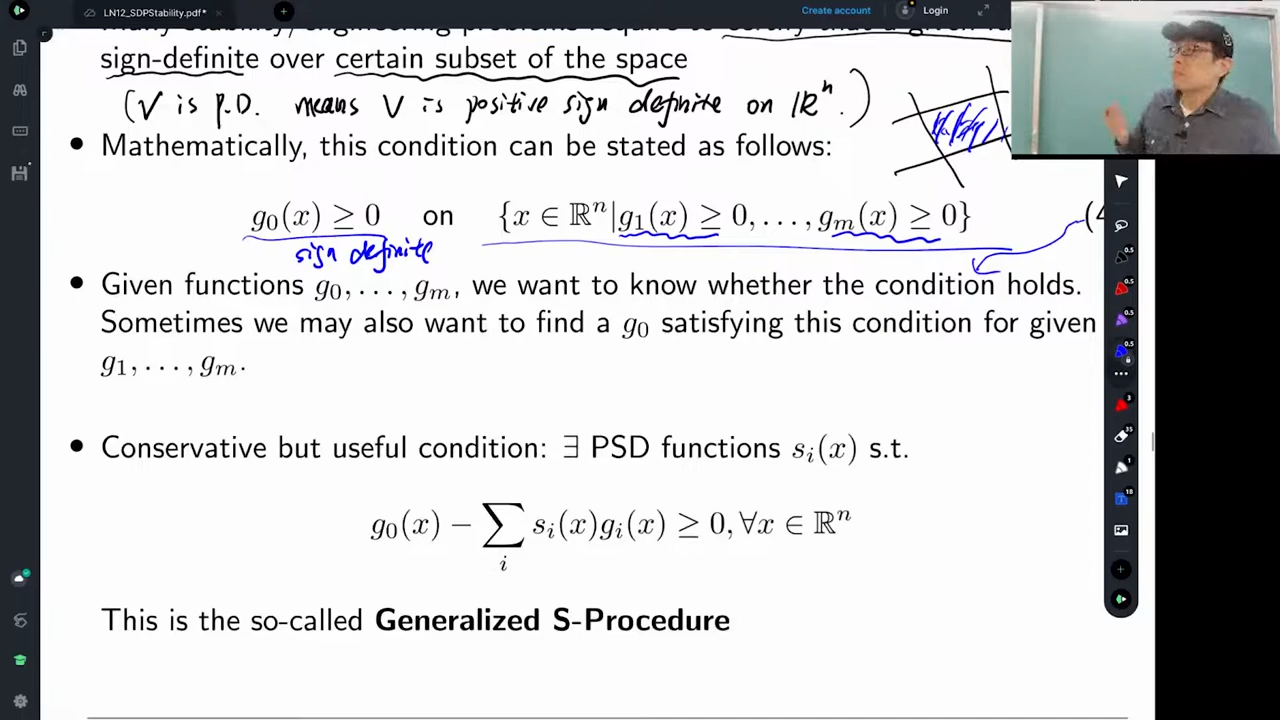 LN12_SDPStability.pdf*
Create account
Login
sign-definite over certain subset of the space
(V is P.D. means V is positive sign definite on ℝⁿ.)
• Mathematically, this condition can be stated as follows:
g₀(x) ≥ 0 on {x ∈ ℝⁿ|g₁(x) ≥ 0, . . . , gₘ(x) ≥ 0}
sign definite
• Given functions g₀, . . . , gₘ, we want to know whether the condition holds.
Sometimes we may also want to find a g₀ satisfying this condition for given
g₁, . . . , gₘ.
• Conservative but useful condition: ∃ PSD functions sᵢ(x) s.t.
g₀(x) − ∑ᵢ sᵢ(x)gᵢ(x) ≥ 0, ∀x ∈ ℝⁿ
This is the so-called Generalized S-Procedure